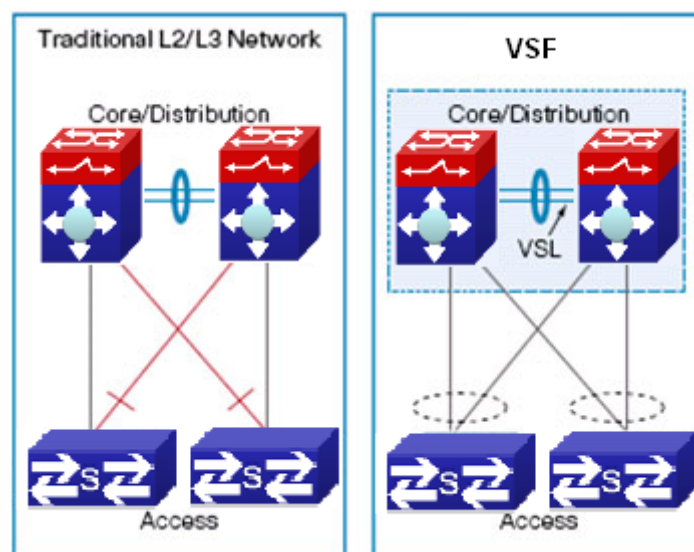 Traditional L2/L3 Network
Core/Distribution
S
S
Access
VSF
Core/Distribution
VSL
S
S
Access